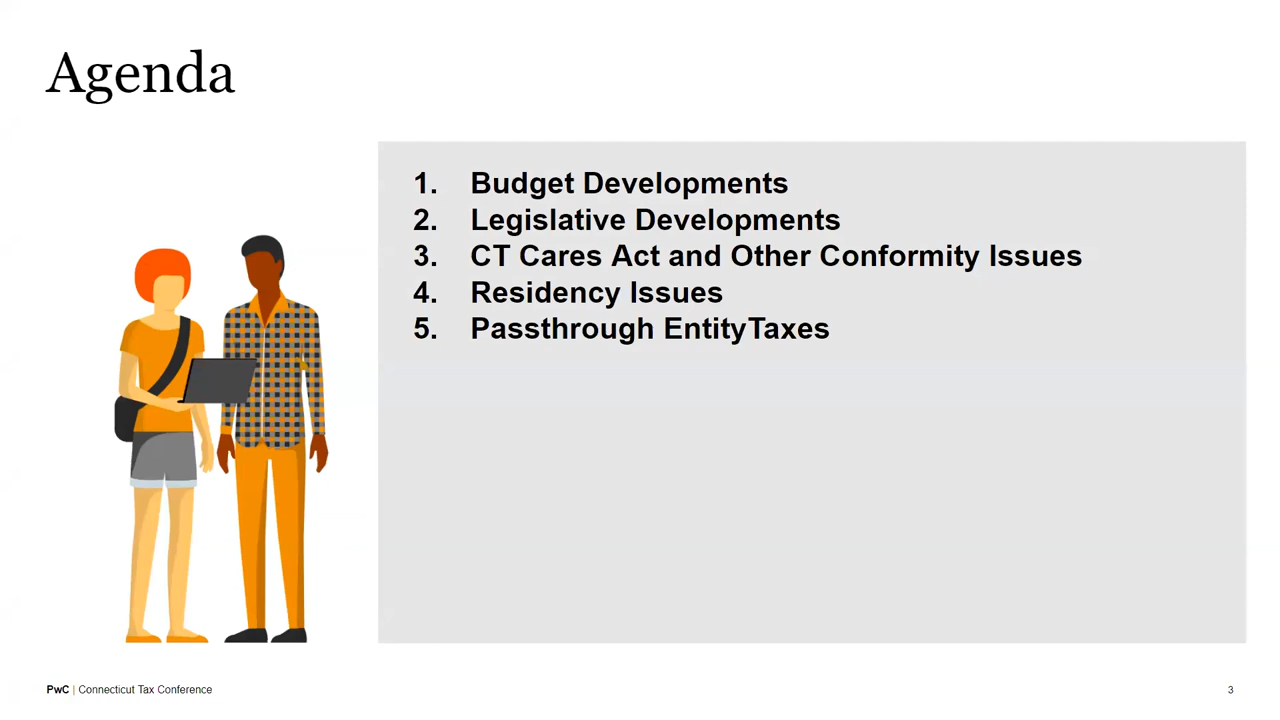 Agenda
1. Budget Developments
2. Legislative Developments
3. CT Cares Act and Other Conformity Issues
4. Residency Issues
5. Passthrough EntityTaxes
PwC | Connecticut Tax Conference
3